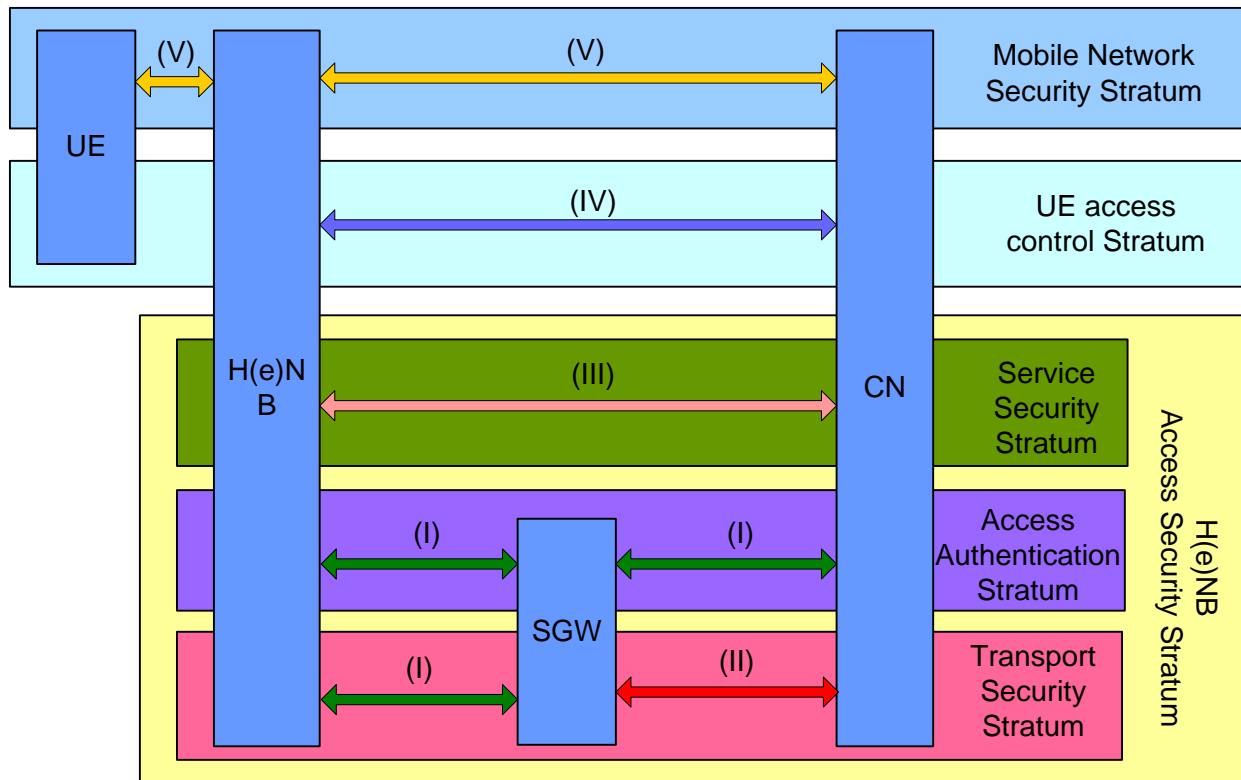 (V)
(V)
Mobile Network
Security Stratum
UE
(IV)
UE access
control Stratum
H(e)N
B
(III)
CN
Service
Security
Stratum
(I)
(I)
Access
Authentication
Stratum
SGW
(I)
(II)
Transport
Security
Stratum
H(e)NB
Access Security Stratum